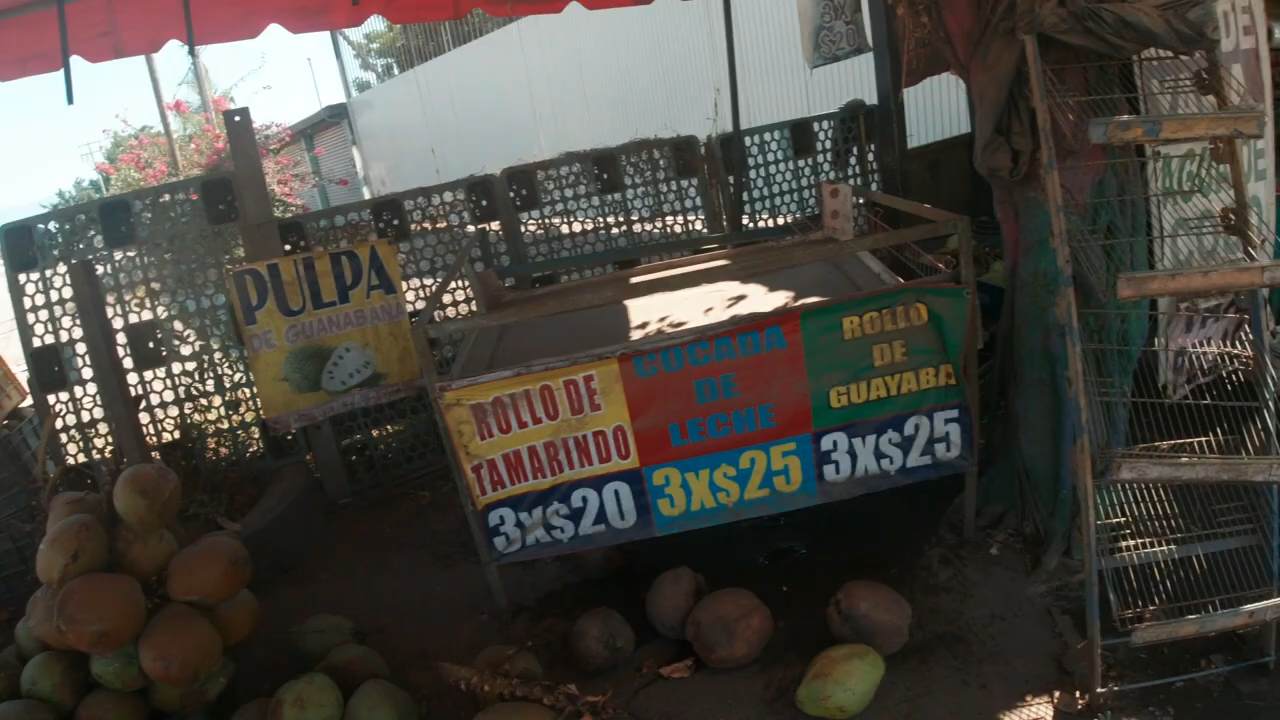 3X
$20
DE
PULPA
DE GUANABANA
ROLLO DE
TAMARINDO
3X$20
COCADA
DE
LECHE
3X$25
ROLLO
DE
GUAYABA
3X$25